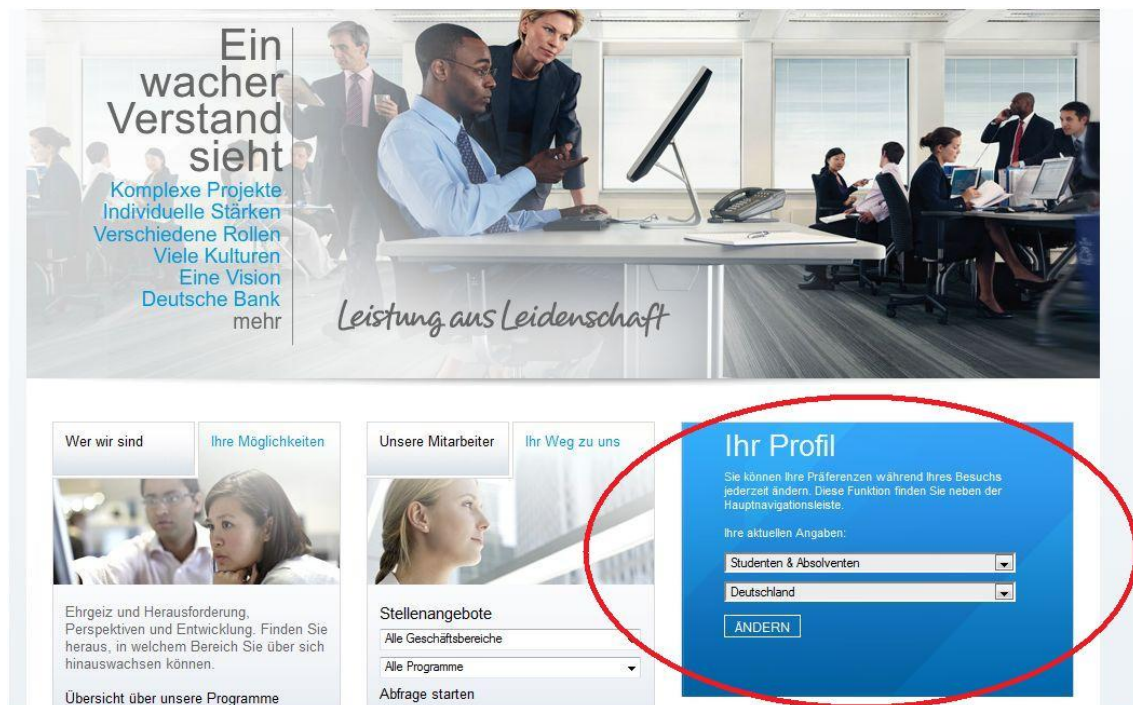 Ein
wacher
Verstand
sieht
Komplexe Projekte
Individuelle Stärken
Verschiedene Rollen
Viele Kulturen
Eine Vision
Deutsche Bank
mehr
Leistung aus Leidenschaft
Wer wir sind
Ihre Möglichkeiten
Ehrgeiz und Herausforderung,
Perspektiven und Entwicklung. Finden Sie
heraus, in welchem Bereich Sie über sich
hinauswachsen können.
Übersicht über unsere Programme
Unsere Mitarbeiter
Ihr Weg zu uns
Stellenangebote
Alle Geschäftsbereiche
Alle Programme
Abfrage starten
Ihr Profil
Sie können Ihre Präferenzen während Ihres Besuchs
jederzeit ändern. Diese Funktion finden Sie neben der
Hauptnavigationsleiste.
Ihre aktuellen Angaben:
Studenten & Absolventen
Deutschland
ÄNDERN